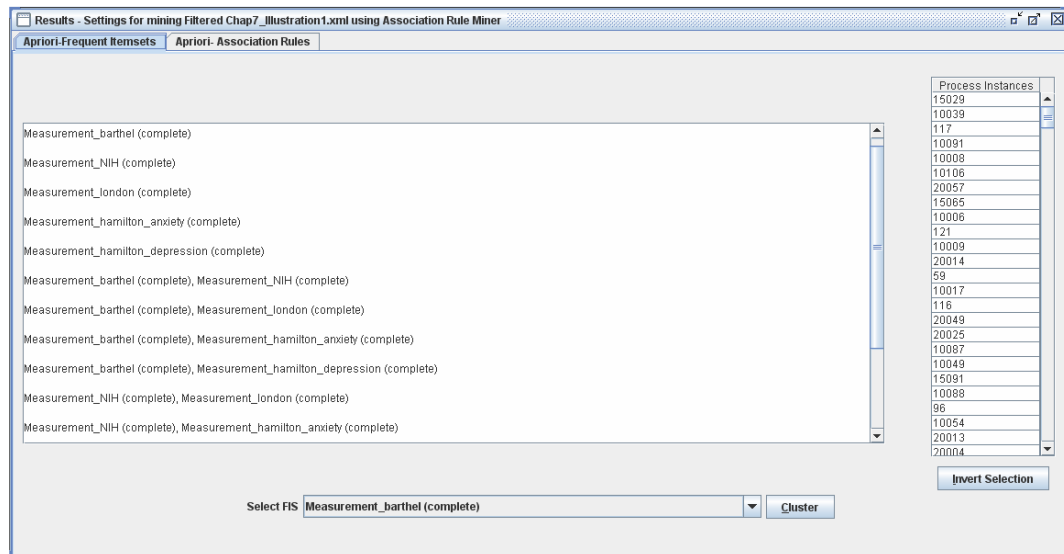 Results - Settings for mining Filtered Chap7_Illustration1.xml using Association Rule Miner
Apriori-Frequent Itemsets
Apriori- Association Rules
Measurement_barthel (complete)
Measurement_NIH (complete)
Measurement_london (complete)
Measurement_hamilton_anxiety (complete)
Measurement_hamilton_depression (complete)
Measurement_barthel (complete), Measurement_NIH (complete)
Measurement_barthel (complete), Measurement_london (complete)
Measurement_barthel (complete), Measurement_hamilton_anxiety (complete)
Measurement_barthel (complete), Measurement_hamilton_depression (complete)
Measurement_NIH (complete), Measurement_london (complete)
Measurement_NIH (complete), Measurement_hamilton_anxiety (complete)
Process Instances
15029
10039
117
10091
10008
10106
20057
15065
10006
121
10009
20014
59
10017
116
20049
20025
10087
10049
15091
10088
96
10054
20013
20004
Invert Selection
Select FIS
Measurement_barthel (complete)
Cluster